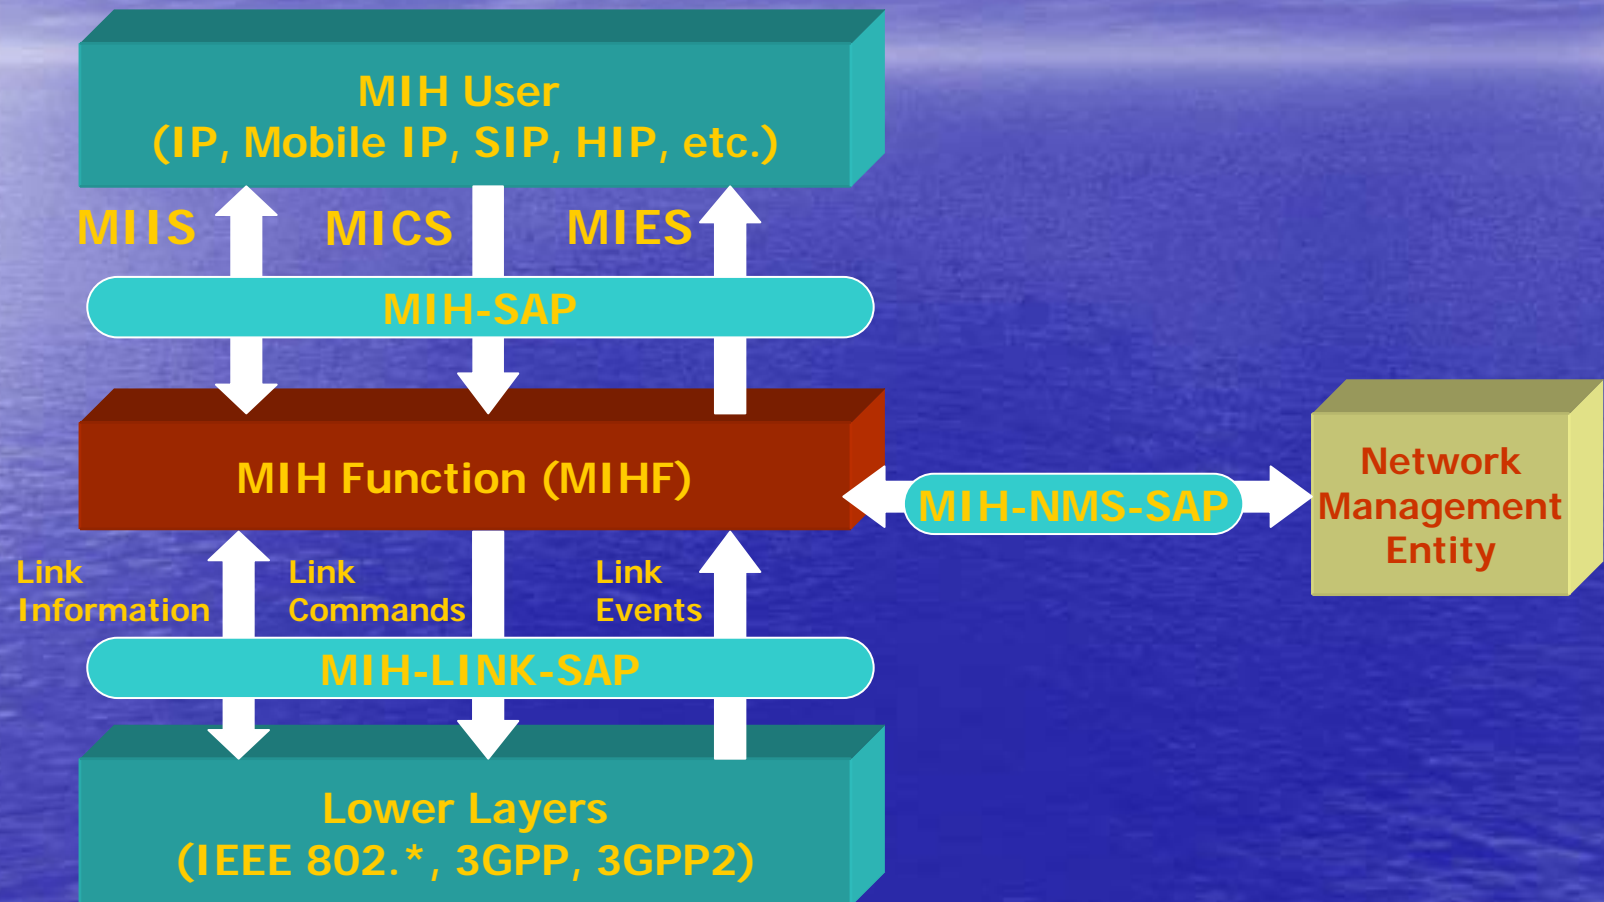 MIH User
(IP, Mobile IP, SIP, HIP, etc.)
MIIS
MICS
MIES
MIH-SAP
MIH Function (MIHF)
MIH-NMS-SAP
Network
Management
Entity
Link
Information
Link
Commands
Link
Events
MIH-LINK-SAP
Lower Layers
(IEEE 802.*, 3GPP, 3GPP2)